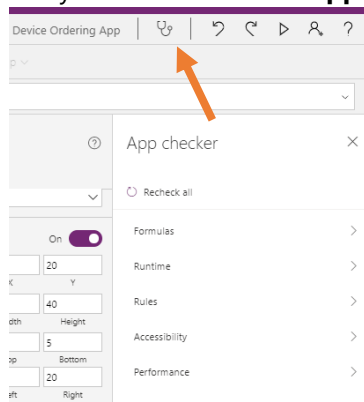 Device Ordering App
App checker
Recheck all
Formulas
On
20
Runtime
X Y
40
Rules
Height
5
Accessibility
Bottom
20
Performance
Right